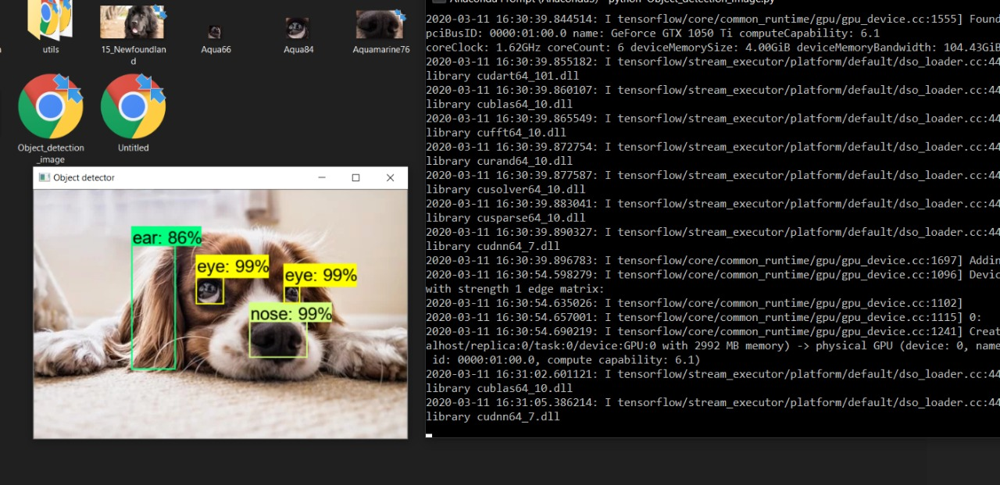 utils
15_Newfoundlan
d
Aqua66
Aqua84
Aquamarine76
Object_detection
_image
Untitled
Object detector
ear: 86%
eye: 99%
eye: 99%
nose: 99%
Anaconda Prompt (Anaconda3) - python Object_detection_image.py
2020-03-11 16:30:39.844514: I tensorflow/core/common_runtime/gpu/gpu_device.cc:1555] Found
pciBusID: 0000:01:00.0 name: GeForce GTX 1050 Ti computeCapability: 6.1
coreClock: 1.62GHz coreCount: 6 deviceMemorySize: 4.00GiB deviceMemoryBandwidth: 104.43GiB
2020-03-11 16:30:39.855182: I tensorflow/stream_executor/platform/default/dso_loader.cc:44
library cudart64_101.dll
2020-03-11 16:30:39.860107: I tensorflow/stream_executor/platform/default/dso_loader.cc:44
library cublas64_10.dll
2020-03-11 16:30:39.865549: I tensorflow/stream_executor/platform/default/dso_loader.cc:44
library cufft64_10.dll
2020-03-11 16:30:39.872754: I tensorflow/stream_executor/platform/default/dso_loader.cc:44
library curand64_10.dll
2020-03-11 16:30:39.877587: I tensorflow/stream_executor/platform/default/dso_loader.cc:44
library cusolver64_10.dll
2020-03-11 16:30:39.883041: I tensorflow/stream_executor/platform/default/dso_loader.cc:44
library cusparse64_10.dll
2020-03-11 16:30:39.890327: I tensorflow/stream_executor/platform/default/dso_loader.cc:44
library cudnn64_7.dll
2020-03-11 16:30:39.896783: I tensorflow/core/common_runtime/gpu/gpu_device.cc:1697] Addin
2020-03-11 16:30:54.598279: I tensorflow/core/common_runtime/gpu/gpu_device.cc:1096] Devic
with strength 1 edge matrix:
2020-03-11 16:30:54.635026: I tensorflow/core/common_runtime/gpu/gpu_device.cc:1102]
2020-03-11 16:30:54.657001: I tensorflow/core/common_runtime/gpu/gpu_device.cc:1115] 0:
2020-03-11 16:30:54.690219: I tensorflow/core/common_runtime/gpu/gpu_device.cc:1241] Creat
alhost/replica:0/task:0/device:GPU:0 with 2992 MB memory) -> physical GPU (device: 0, name
id: 0000:01:00.0, compute capability: 6.1)
2020-03-11 16:31:02.601121: I tensorflow/stream_executor/platform/default/dso_loader.cc:44
library cublas64_10.dll
2020-03-11 16:31:05.386214: I tensorflow/stream_executor/platform/default/dso_loader.cc:44
library cudnn64_7.dll